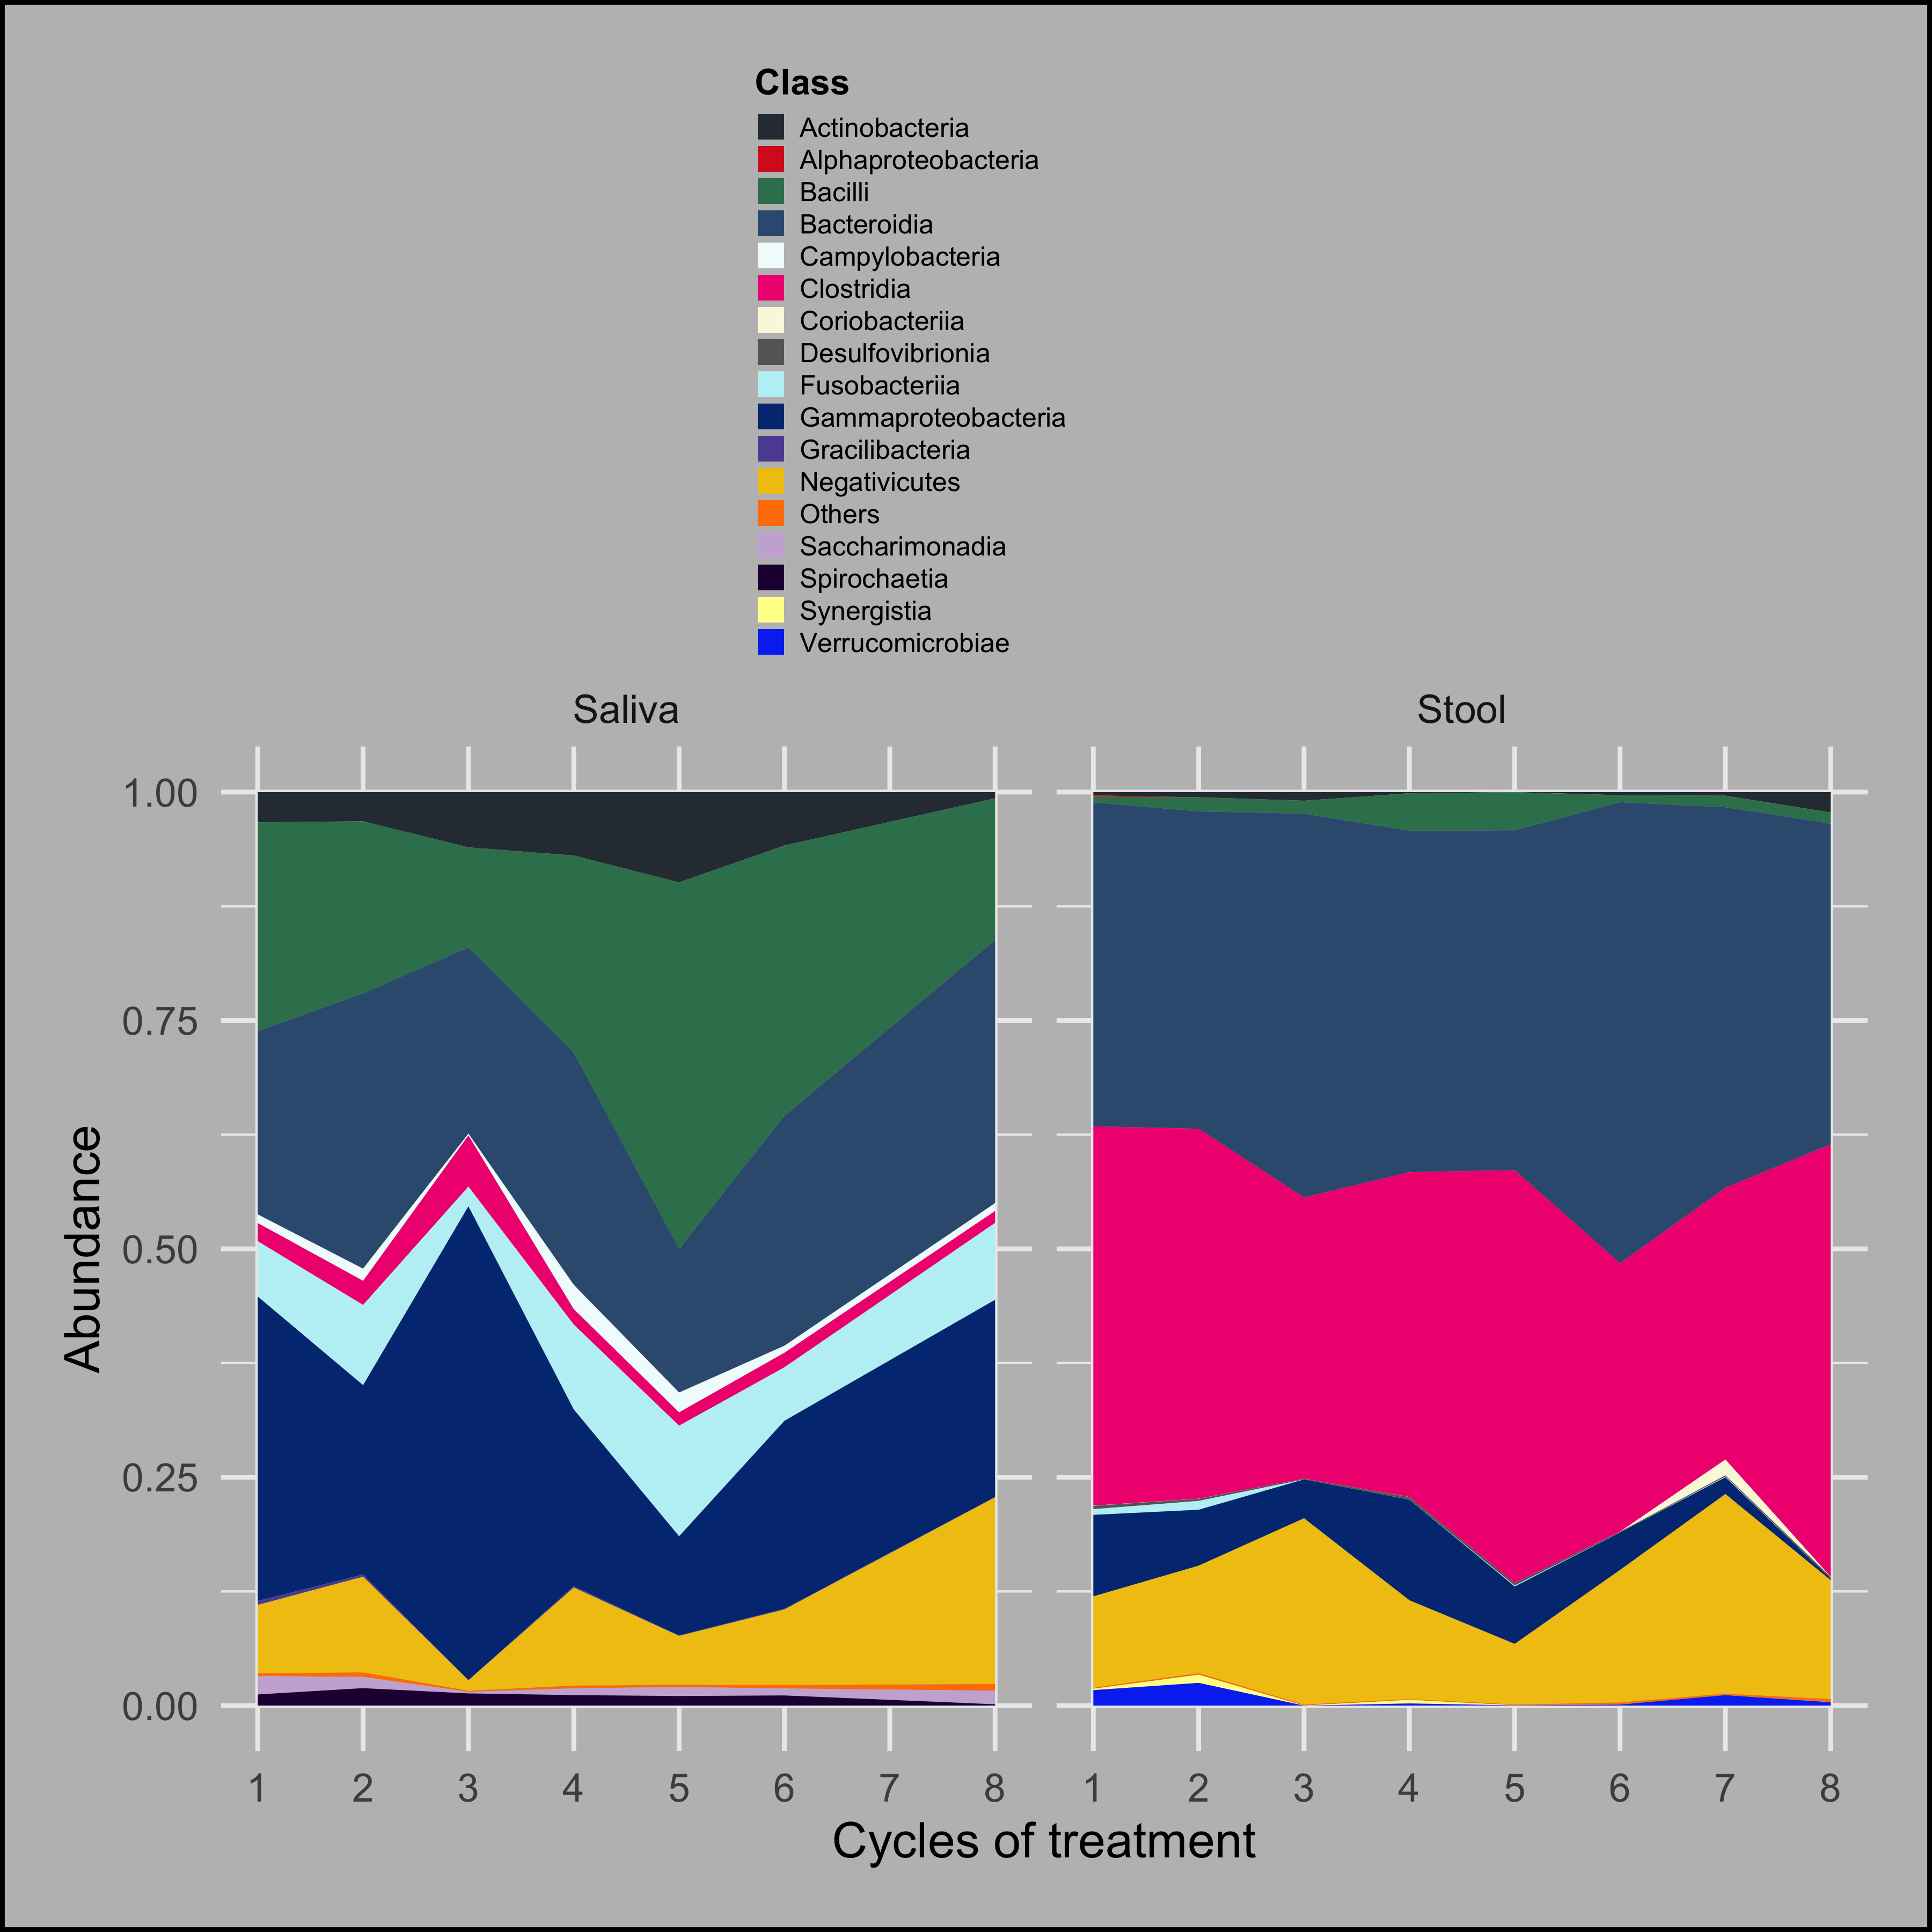 Class
Actinobacteria
Alphaproteobacteria
Bacilli
Bacteroidia
Campylobacteria
Clostridia
Coriobacteriia
Desulfovibrionia
Fusobacteriia
Gammaproteobacteria
Gracilibacteria
Negativicutes
Others
Saccharimonadia
Spirochaetia
Synergistia
Verrucomicrobiae
Saliva Stool
1.00
0.75
0.50
0.25
0.00
Abundance
1 2 3 4 5 6 7 8 1 2 3 4 5 6 7 8
Cycles of treatment